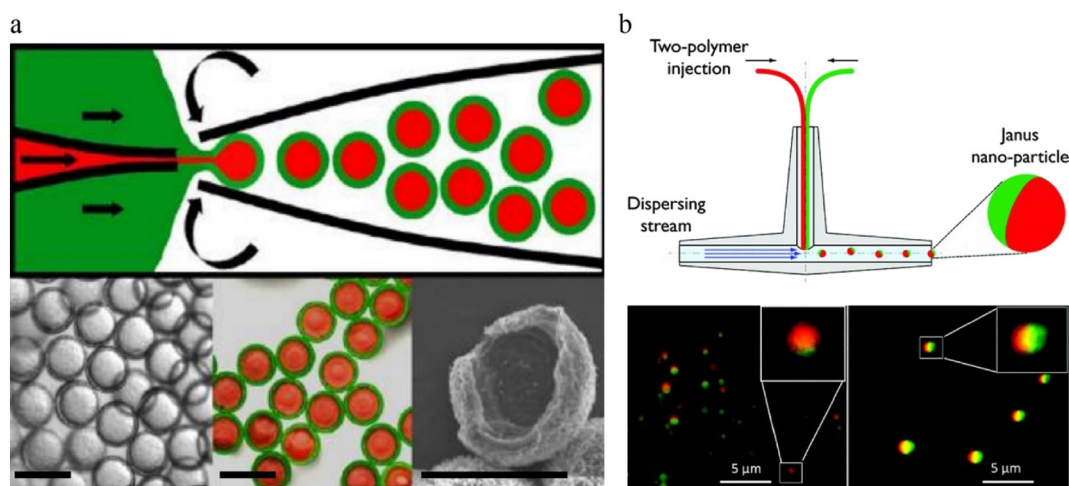 a
b
Two-polymer
injection
Janus
nano-particle
Dispersing
stream
5 μm
5 μm